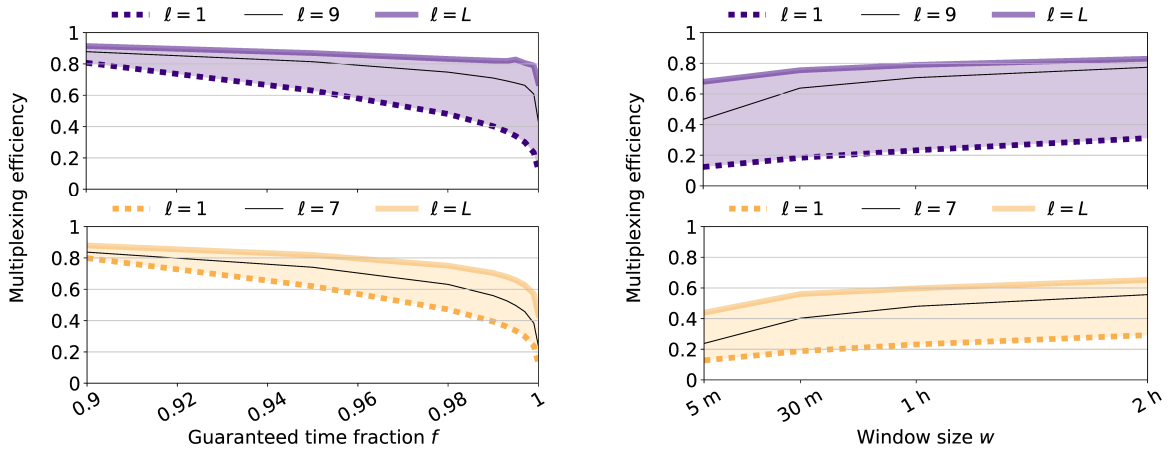 ℓ = 1 ℓ = 9 ℓ = L
1
0.8
0.6
0.4
0.2
0
ℓ = 1 ℓ = 7 ℓ = L
1
0.8
0.6
0.4
0.2
0
0.9 0.92 0.94 0.96 0.98 1
Guaranteed time fraction f
Multiplexing efficiency
ℓ = 1 ℓ = 9 ℓ = L
1
0.8
0.6
0.4
0.2
0
ℓ = 1 ℓ = 7 ℓ = L
1
0.8
0.6
0.4
0.2
0
5 m 30 m 1 h 2 h
Window size w
Multiplexing efficiency